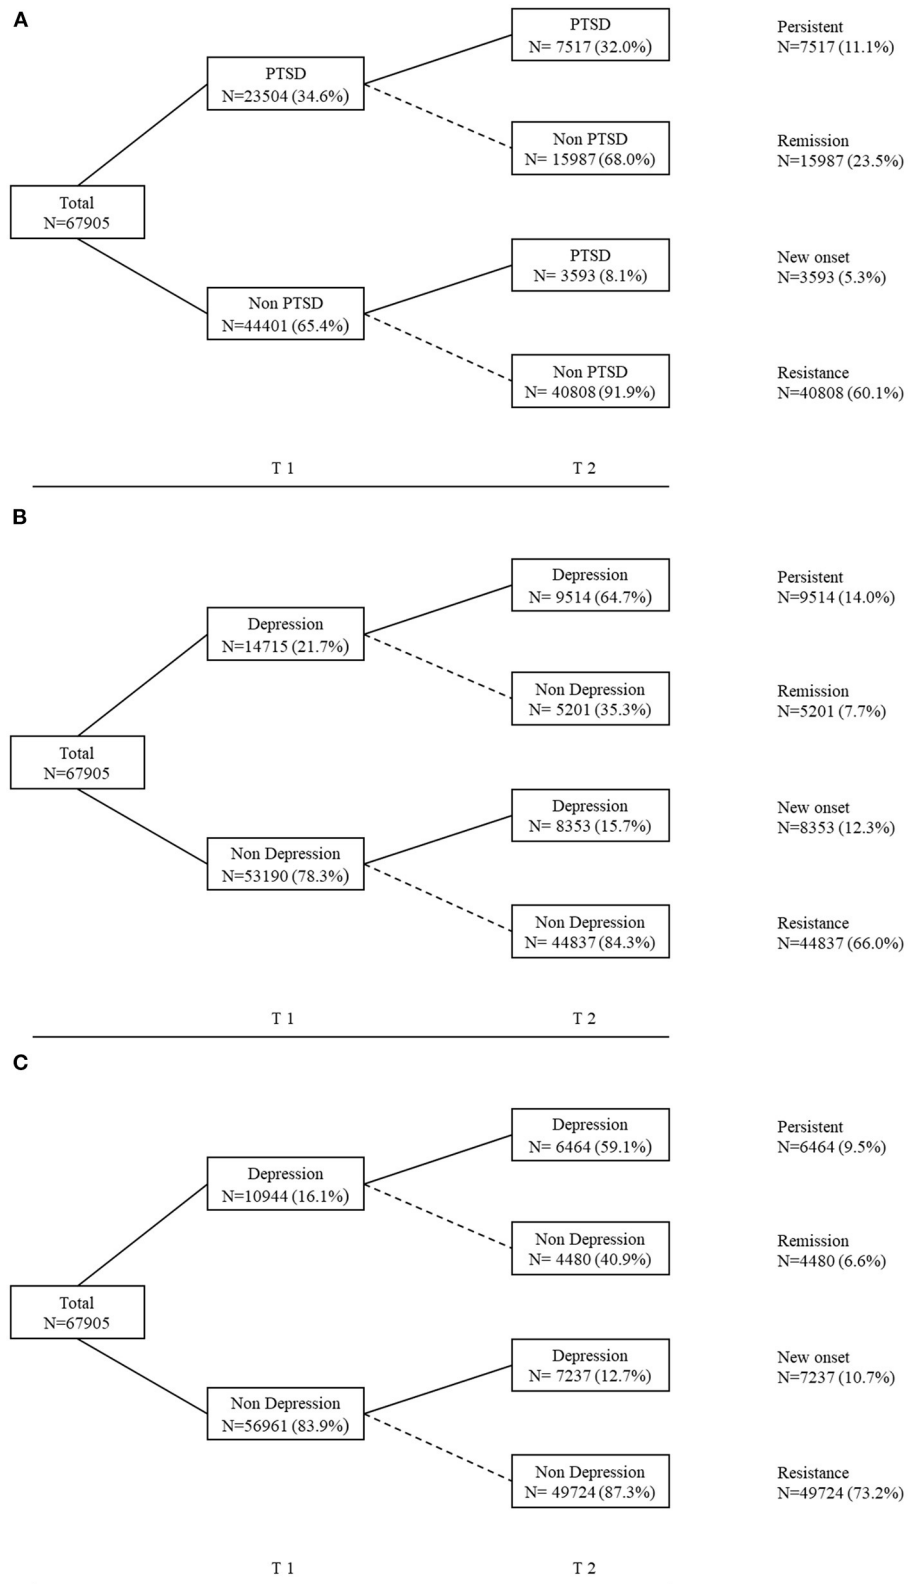 A
PTSD
N= 7517 (32.0%)
Persistent
N=7517 (11.1%)
PTSD
N=23504 (34.6%)
Non PTSD
N= 15987 (68.0%)
Remission
N=15987 (23.5%)
Total
N=67905
PTSD
N= 3593 (8.1%)
New onset
N=3593 (5.3%)
Non PTSD
N=44401 (65.4%)
Non PTSD
N= 40808 (91.9%)
Resistance
N=40808 (60.1%)
T 1
T 2
B
Depression
N= 9514 (64.7%)
Persistent
N=9514 (14.0%)
Depression
N=14715 (21.7%)
Non Depression
N= 5201 (35.3%)
Remission
N=5201 (7.7%)
Total
N=67905
Depression
N= 8353 (15.7%)
New onset
N=8353 (12.3%)
Non Depression
N=53190 (78.3%)
Non Depression
N= 44837 (84.3%)
Resistance
N=44837 (66.0%)
T 1
T 2
C
Depression
N= 6464 (59.1%)
Persistent
N=6464 (9.5%)
Depression
N=10944 (16.1%)
Non Depression
N= 4480 (40.9%)
Remission
N=4480 (6.6%)
Total
N=67905
Depression
N= 7237 (12.7%)
New onset
N=7237 (10.7%)
Non Depression
N=56961 (83.9%)
Non Depression
N= 49724 (87.3%)
Resistance
N=49724 (73.2%)
T 1
T 2